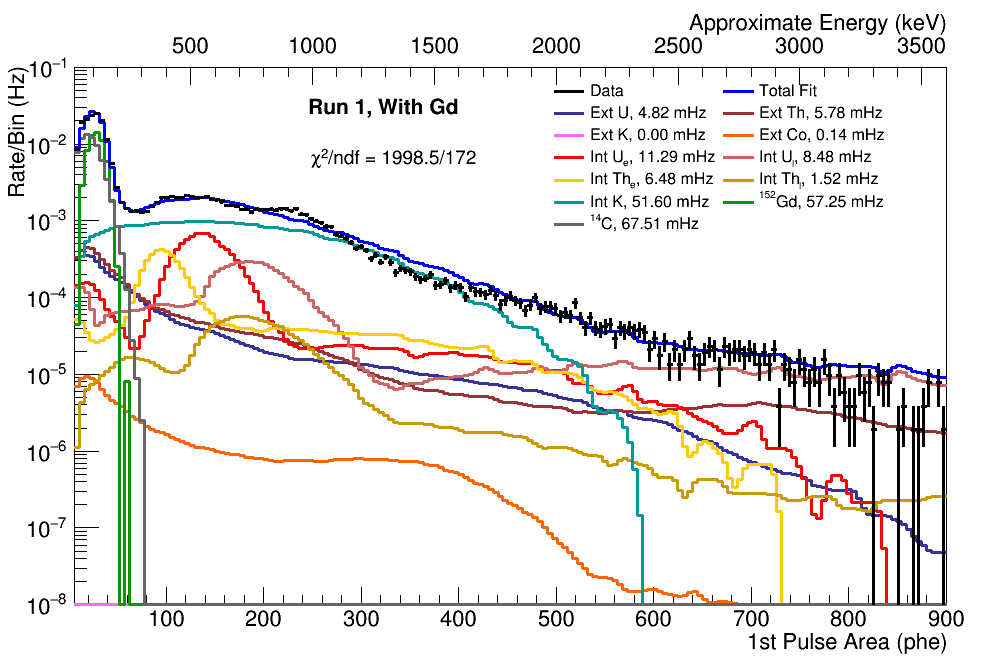 Approximate Energy (keV)
500 1000 1500 2000 2500 3000 3500
Rate/Bin (Hz)
10⁻¹
10⁻²
10⁻³
10⁻⁴
10⁻⁵
10⁻⁶
10⁻⁷
10⁻⁸
Run 1, With Gd
χ²/ndf = 1998.5/172
Data Total Fit
Ext U, 4.82 mHz Ext Th, 5.78 mHz
Ext K, 0.00 mHz Ext Co, 0.14 mHz
Int Uₑ, 11.29 mHz Int Uₗ, 8.48 mHz
Int Thₑ, 6.48 mHz Int Thₗ, 1.52 mHz
Int K, 51.60 mHz ¹⁵²Gd, 57.25 mHz
¹⁴C, 67.51 mHz
100 200 300 400 500 600 700 800 900
1st Pulse Area (phe)